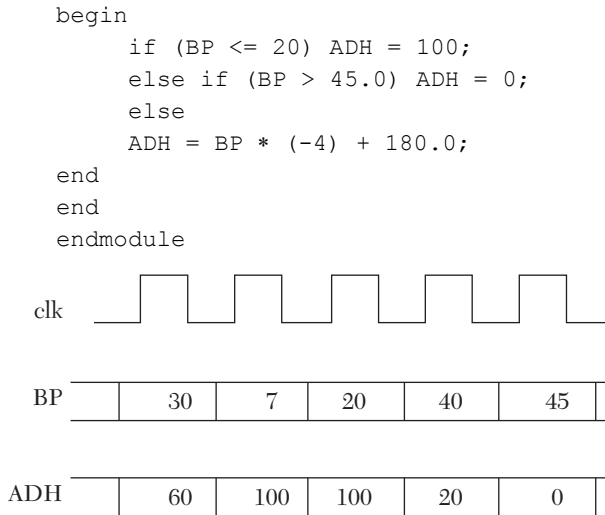 begin
if (BP <= 20) ADH = 100;
else if (BP > 45.0) ADH = 0;
else
ADH = BP * (-4) + 180.0;
end
end
endmodule
clk
BP 30 7 20 40 45
ADH 60 100 100 20 0